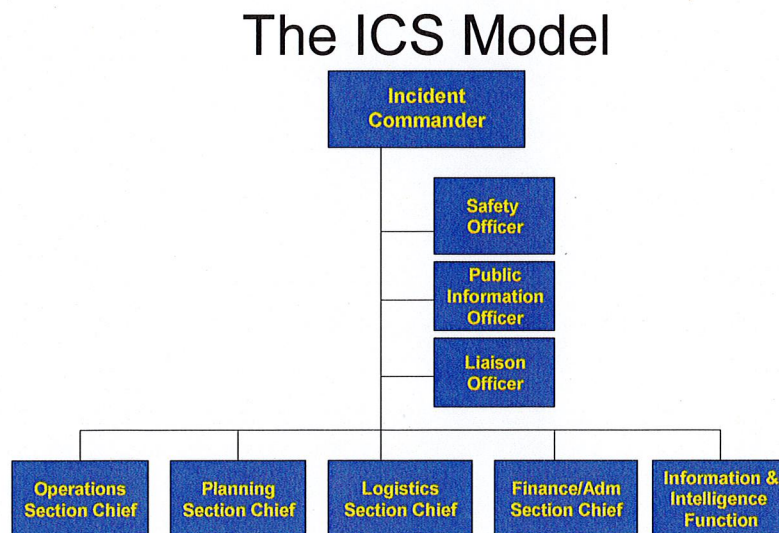 The ICS Model
Incident
Commander
Safety
Officer
Public
Information
Officer
Liaison
Officer
Operations
Section Chief
Planning
Section Chief
Logistics
Section Chief
Finance/Adm
Section Chief
Information &
Intelligence
Function